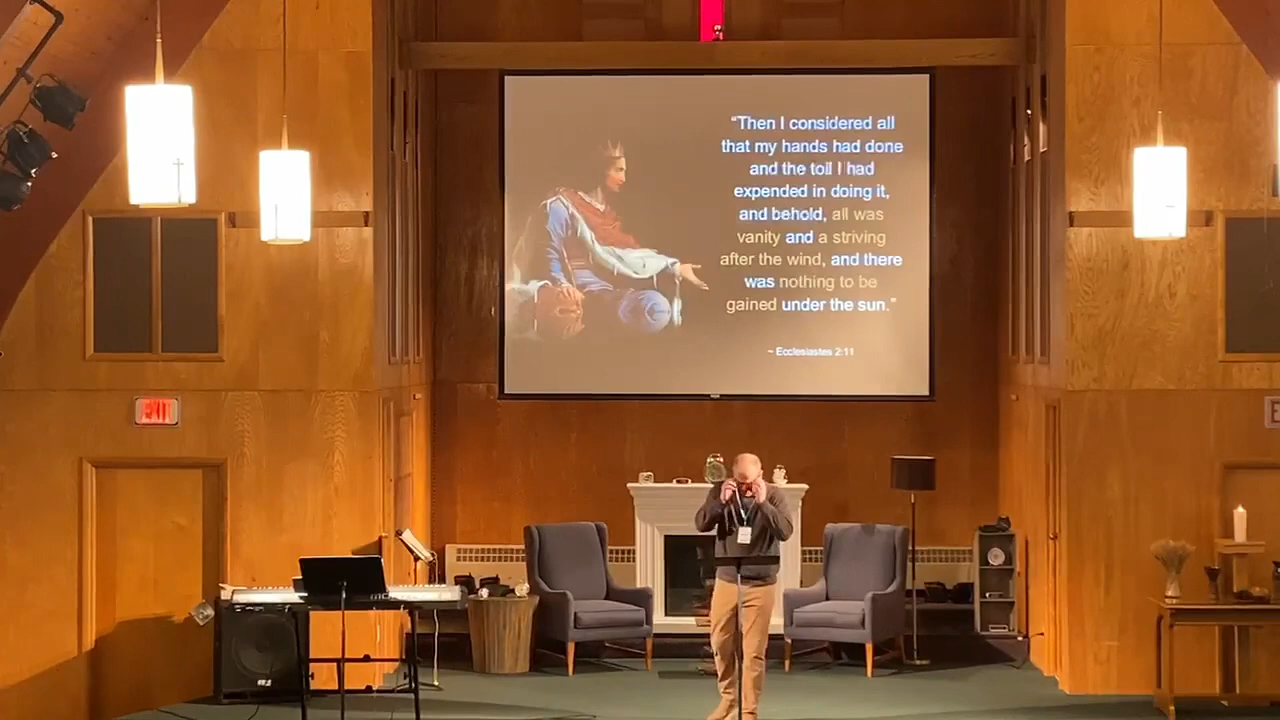 “Then I considered all
that my hands had done
and the toil I had
expended in doing it,
and behold, all was
vanity and a striving
after the wind, and there
was nothing to be
gained under the sun.”
~ Ecclesiastes 2:11
EXIT
E